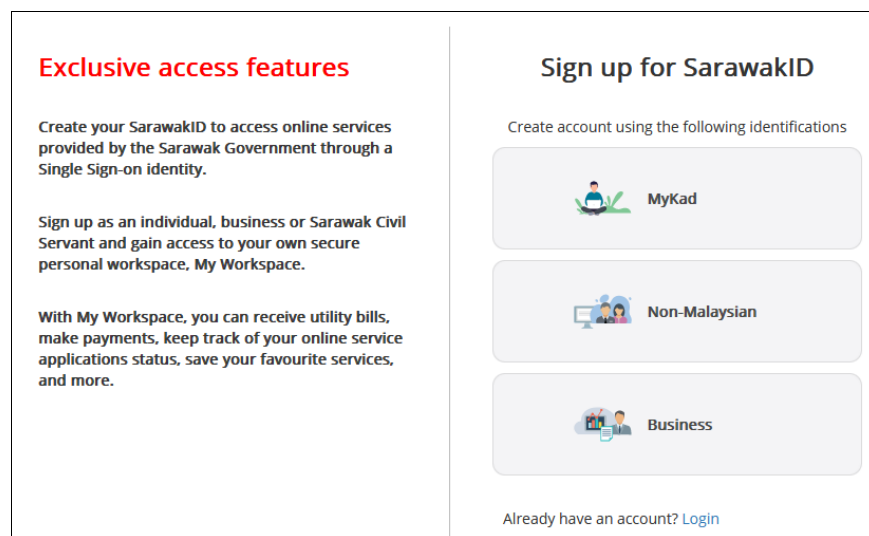 Exclusive access features
Create your SarawakID to access online services
provided by the Sarawak Government through a
Single Sign-on identity.
Sign up as an individual, business or Sarawak Civil
Servant and gain access to your own secure
personal workspace, My Workspace.
With My Workspace, you can receive utility bills,
make payments, keep track of your online service
applications status, save your favourite services,
and more.
Sign up for SarawakID
Create account using the following identifications
MyKad
Non-Malaysian
Business
Already have an account? Login